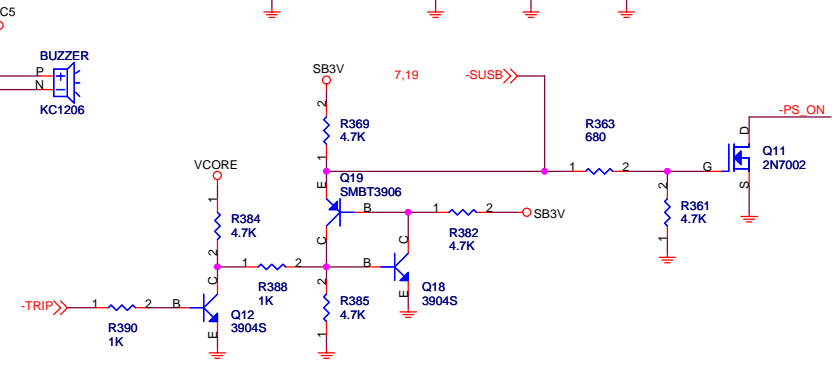 C5
BUZZER
P
N
KC1206
SB3V
7,19
-SUSB
2
R369
4.7K
1
R363
680
-PS_ON
D
Q11
2N7002
G
S
1
2
VCORE
Q19
SMBT3906
E
B
C
1
2
SB3V
R382
4.7K
2
R361
4.7K
1
1
R384
4.7K
2
C
1
2
R388
1K
B
C
E
Q18
3904S
2
R385
4.7K
1
-TRIP
1
2
B
R390
1K
Q12
3904S
E